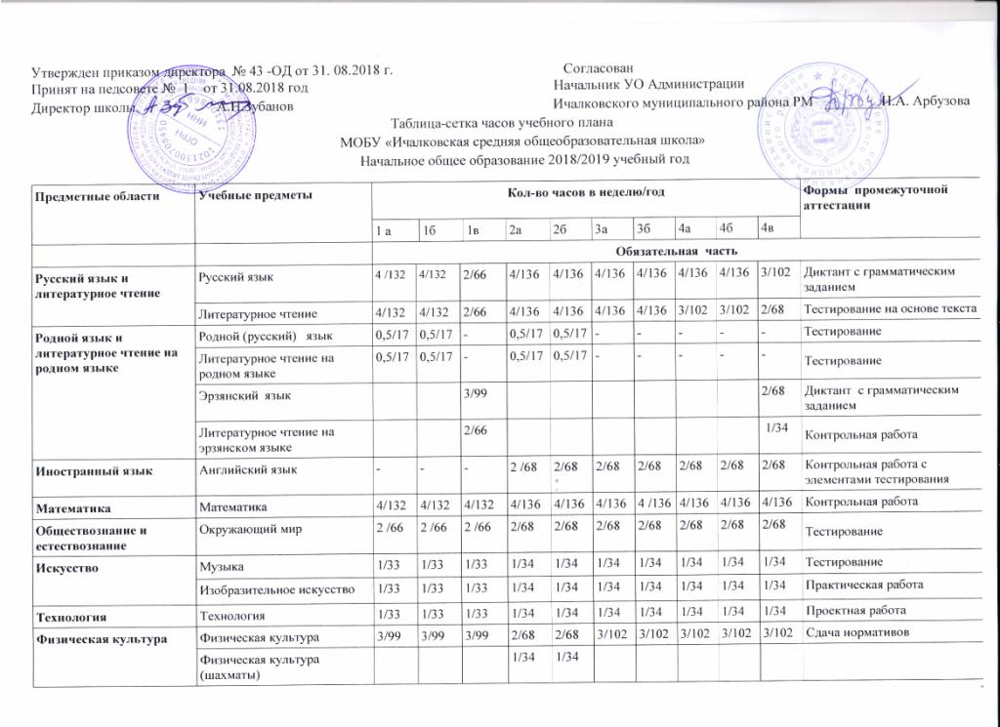 Утвержден приказом директора № 43 -ОД от 31. 08.2018 г.
Принят на педсовете № 1 от 31.08.2018 год
Директор школы А.Н.Зубанов
Согласован
Начальник УО Администрации
Ичалковского муниципального района РМ Н.А. Арбузова
Таблица-сетка часов учебного плана
МОБУ «Ичалковская средняя общеобразовательная школа»
Начальное общее образование 2018/2019 учебный год
Предметные области Учебные предметы Кол-во часов в неделю/год Формы промежуточной
аттестации
1 а 1б 1в 2а 2б 3а 3б 4а 4б 4в
Обязательная часть
Русский язык и Русский язык 4 /132 4/132 2/66 4/136 4/136 4/136 4/136 4/136 4/136 3/102 Диктант с грамматическим
литературное чтение заданием
Литературное чтение 4/132 4/132 2/66 4/136 4/136 4/136 4/136 3/102 3/102 2/68 Тестирование на основе текста
Родной язык и Родной (русский) язык 0,5/17 0,5/17 - 0,5/17 0,5/17 - - - - - Тестирование
литературное чтение на Литературное чтение на 0,5/17 0,5/17 - 0,5/17 0,5/17 - - - - - Тестирование
родном языке родном языке
Эрзянский язык 3/99 2/68 Диктант с грамматическим
заданием
Литературное чтение на 2/66 1/34 Контрольная работа
эрзянском языке
Иностранный язык Английский язык - - - 2 /68 2/68 2/68 2/68 2/68 2/68 2/68 Контрольная работа с
элементами тестирования
Математика Математика 4/132 4/132 4/132 4/136 4/136 4/136 4 /136 4/136 4/136 4/136 Контрольная работа
Обществознание и Окружающий мир 2 /66 2 /66 2 /66 2/68 2/68 2/68 2/68 2/68 2/68 2/68 Тестирование
естествознание
Искусство Музыка 1/33 1/33 1/33 1/34 1/34 1/34 1/34 1/34 1/34 1/34 Тестирование
Изобразительное искусство 1/33 1/33 1/33 1/34 1/34 1/34 1/34 1/34 1/34 1/34 Практическая работа
Технология Технология 1/33 1/33 1/33 1/34 1/34 1/34 1/34 1/34 1/34 1/34 Проектная работа
Физическая культура Физическая культура 3/99 3/99 3/99 2/68 2/68 3/102 3/102 3/102 3/102 3/102 Сдача нормативов
Физическая культура 1/34 1/34
(шахматы)